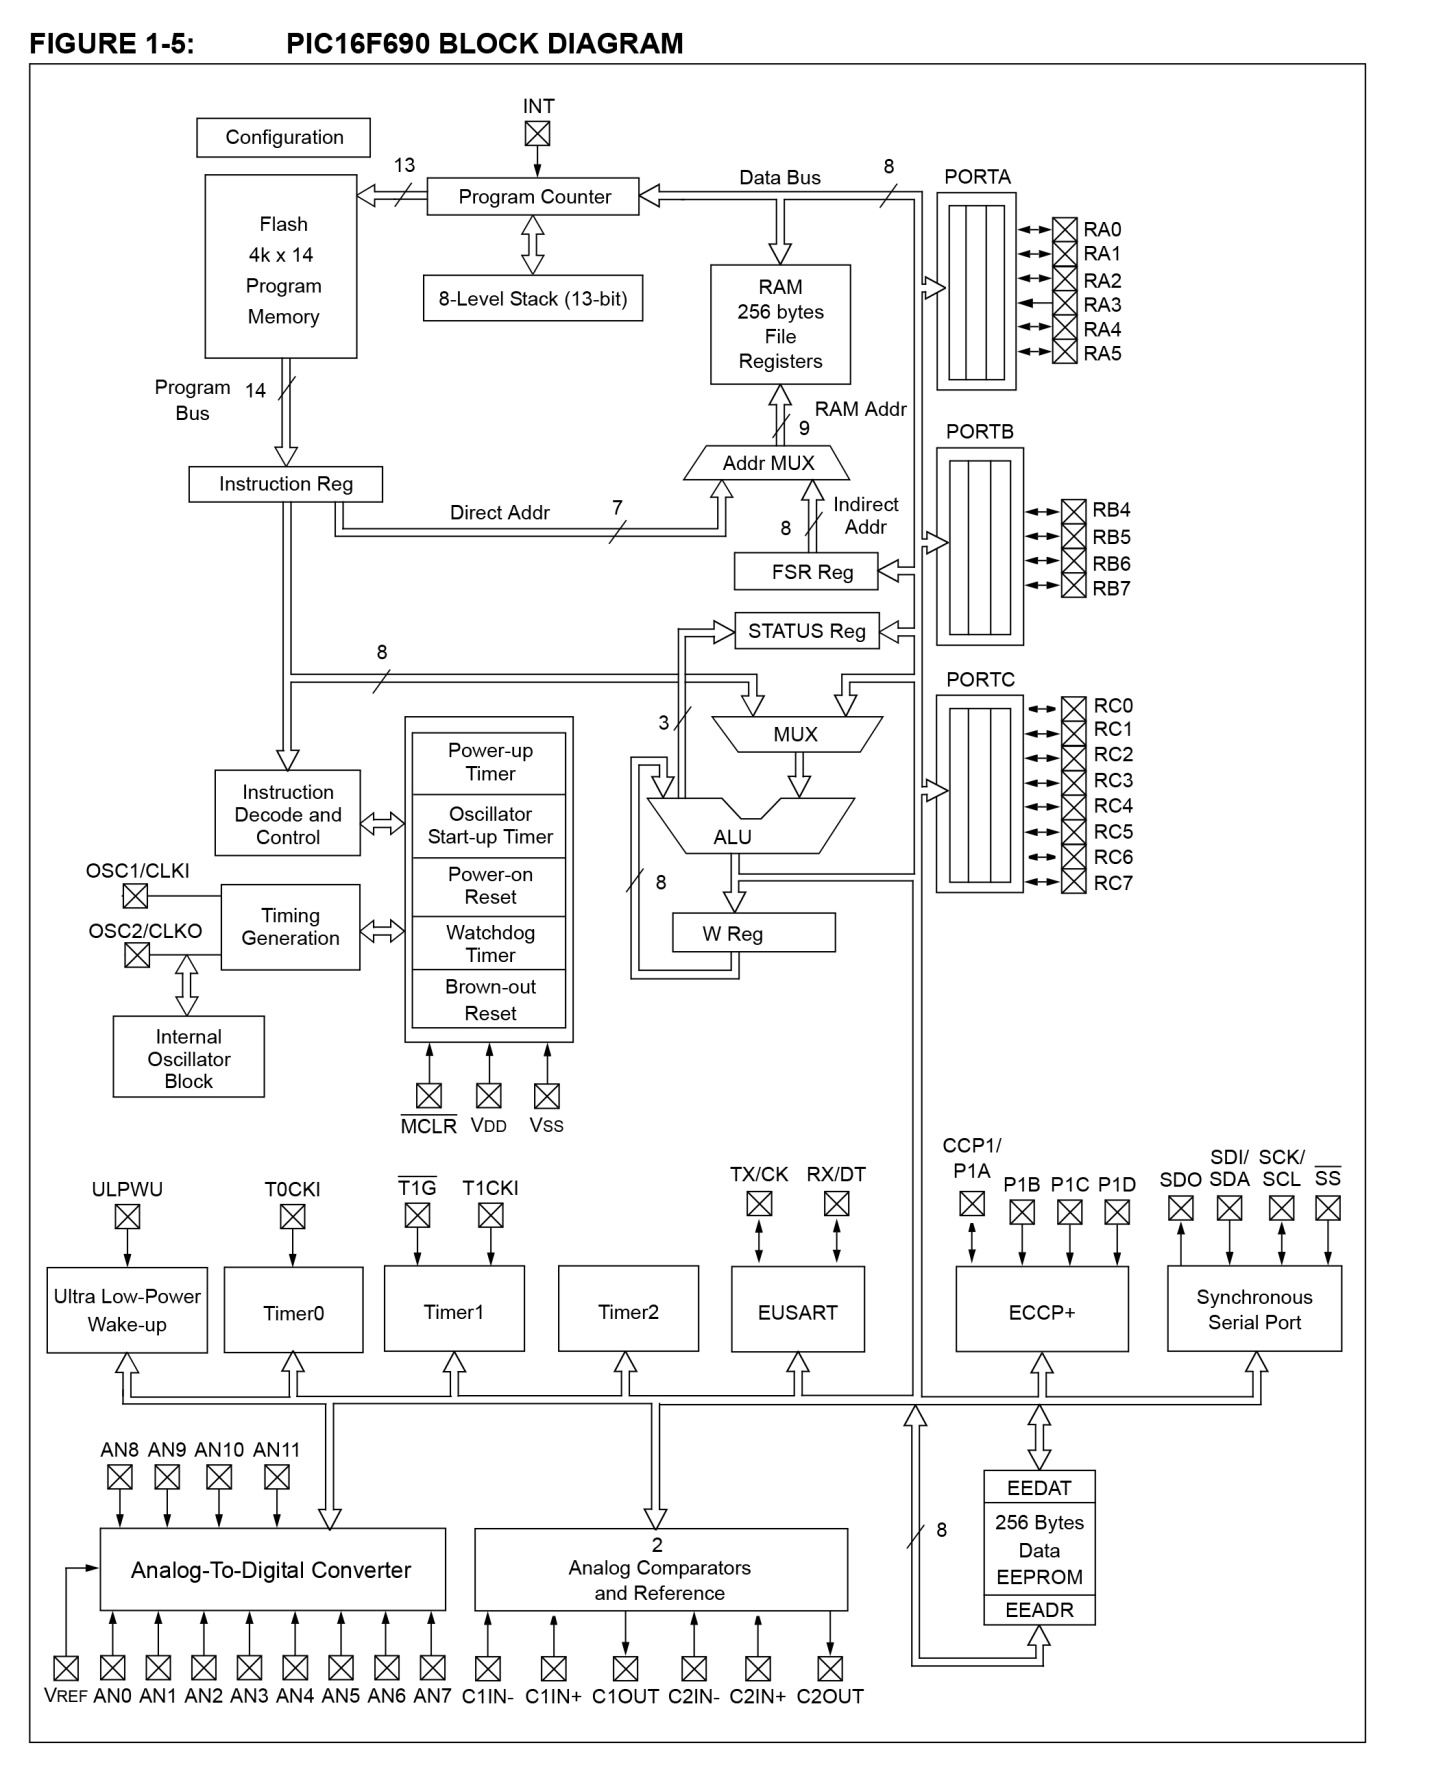 FIGURE 1-5: PIC16F690 BLOCK DIAGRAM
INT
Configuration
13
Program Counter
Data Bus
8
PORTA
Flash
4k x 14
Program
Memory
8-Level Stack (13-bit)
RAM
256 bytes
File
Registers
RA0
RA1
RA2
RA3
RA4
RA5
Program
Bus
14
RAM Addr
9
PORTB
Addr MUX
Instruction Reg
Direct Addr
7
Indirect
Addr
8
RB4
RB5
RB6
RB7
FSR Reg
STATUS Reg
8
PORTC
3
MUX
RC0
RC1
RC2
RC3
RC4
RC5
RC6
RC7
Power-up
Timer
Oscillator
Start-up Timer
Power-on
Reset
Watchdog
Timer
Brown-out
Reset
Instruction
Decode and
Control
ALU
8
OSC1/CLKI
OSC2/CLKO
Timing
Generation
W Reg
Internal
Oscillator
Block
MCLR
VDD
VSS
ULPWU
T0CKI
T1G
T1CKI
TX/CK
RX/DT
CCP1/
P1A
P1B
P1C
P1D
SDO
SDI/
SDA
SCK/
SCL
SS
Ultra Low-Power
Wake-up
Timer0
Timer1
Timer2
EUSART
ECCP+
Synchronous
Serial Port
AN8
AN9
AN10
AN11
Analog-To-Digital Converter
2
Analog Comparators
and Reference
8
EEDAT
256 Bytes
Data
EEPROM
EEADR
VREF
AN0
AN1
AN2
AN3
AN4
AN5
AN6
AN7
C1IN-
C1IN+
C1OUT
C2IN-
C2IN+
C2OUT